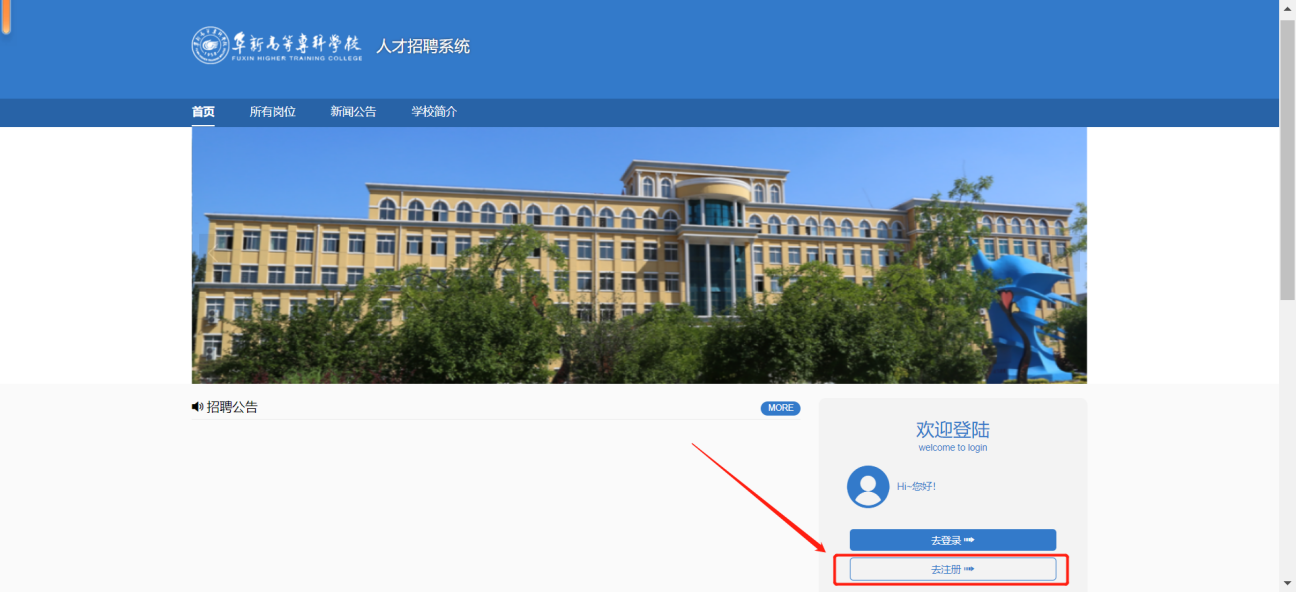 阜新高等專科学校
FUXIN HIGHER TRAINING COLLEGE
人才招聘系统
首页 所有岗位 新闻公告 学校简介
招聘公告 MORE
欢迎登陆
welcome to login
Hi~您好!
去登录
去注册